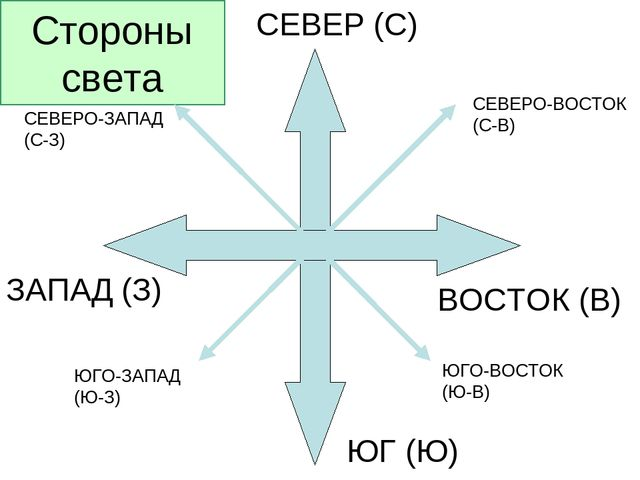 Стороны
света
СЕВЕР (С)
СЕВЕРО-ЗАПАД
(С-З)
СЕВЕРО-ВОСТОК
(С-В)
ЗАПАД (З)
ВОСТОК (В)
ЮГО-ЗАПАД
(Ю-З)
ЮГО-ВОСТОК
(Ю-В)
ЮГ (Ю)